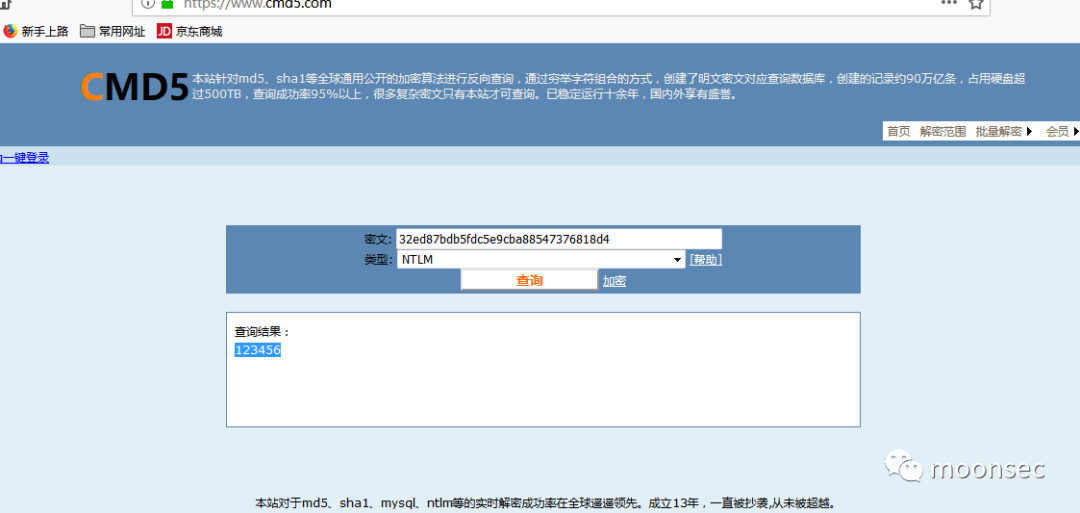 https://www.cmd5.com
新手上路 常用网址 JD 京东商城
CMD5 本站针对md5、sha1等全球通用公开的加密算法进行反向查询，通过穷举字符组合的方式，创建了明文密文对应查询数据库，创建的记录约90万亿条，占用硬盘超
过500TB，查询成功率95%以上，很多复杂密文只有本站才可查询。已稳定运行十余年，国内外享有盛誉。
首页 解密范围 批量解密 会员
一键登录
密文: 32ed87bdb5fdc5e9cba88547376818d4
类型: NTLM [帮助]
查询 加密
查询结果：
123456
moonsec
本站对于md5、sha1、mysql、ntlm等的实时解密成功率在全球遥遥领先。成立13年，一直被抄袭,从未被超越。